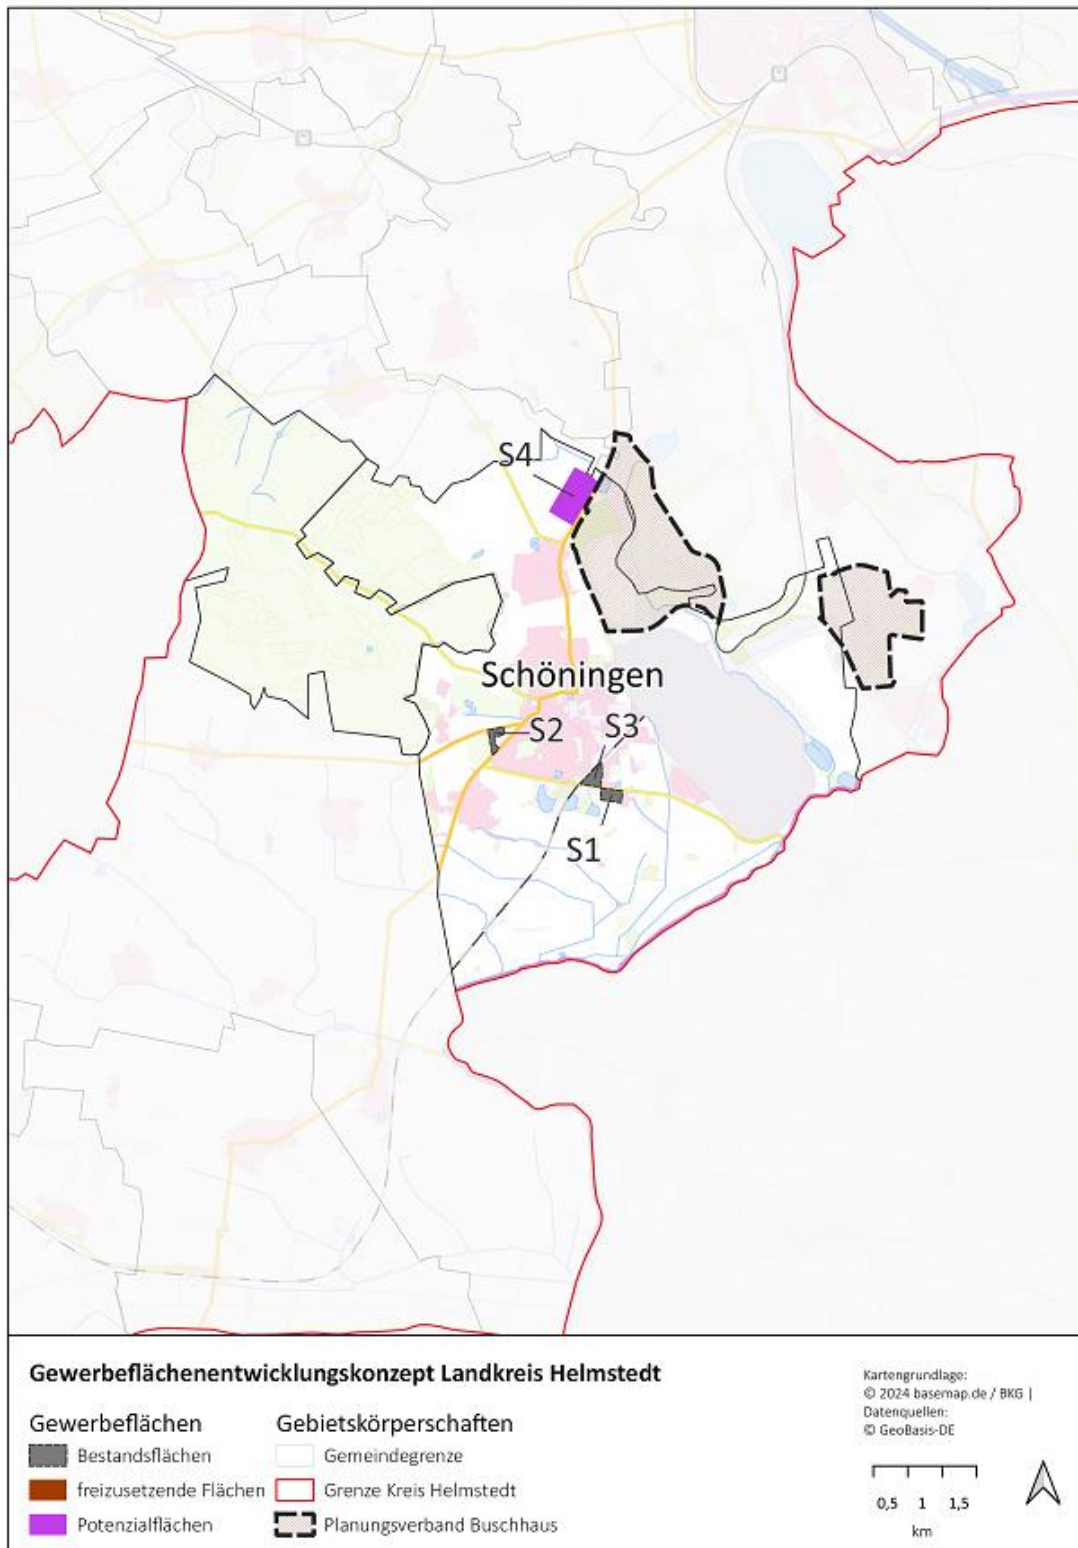 S4
Schöningen
S2
S3
S1
Gewerbeflächenentwicklungskonzept Landkreis Helmstedt
Gewerbeflächen
Bestandsflächen
freizusetzende Flächen
Potenzialflächen
Gebietskörperschaften
Gemeindegrenze
Grenze Kreis Helmstedt
Planungsverband Buschhaus
Kartengrundlage:
© 2024 basemap.de / BKG |
Datenquellen:
© GeoBasis-DE
0,5 1 1,5
km